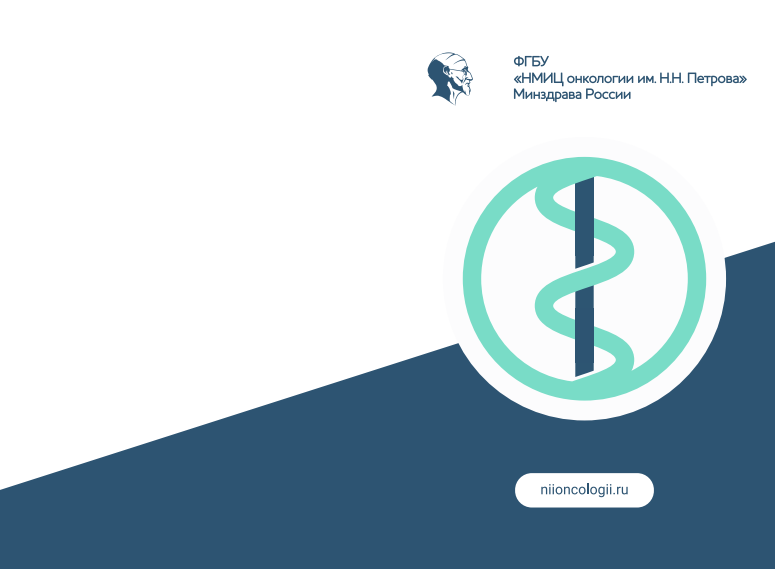 ФГБУ
«НМИЦ онкологии им. Н.Н. Петрова»
Минздрава России
niioncologii.ru